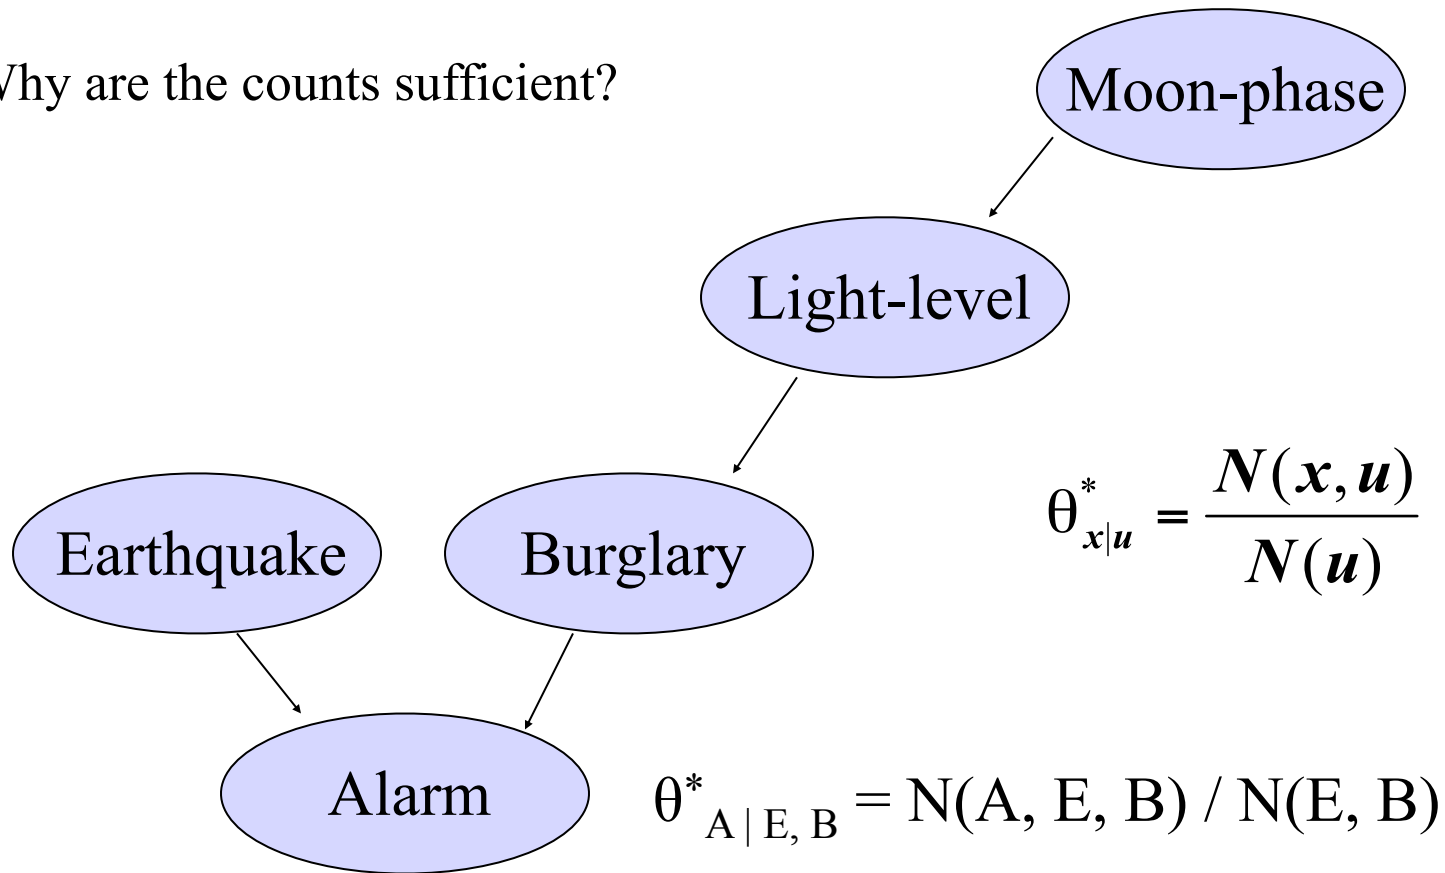 Why are the counts sufficient?
Moon-phase
Light-level
Earthquake
Burglary
θ*x|u = N(x, u) / N(u)
Alarm
θ*A | E, B = N(A, E, B) / N(E, B)